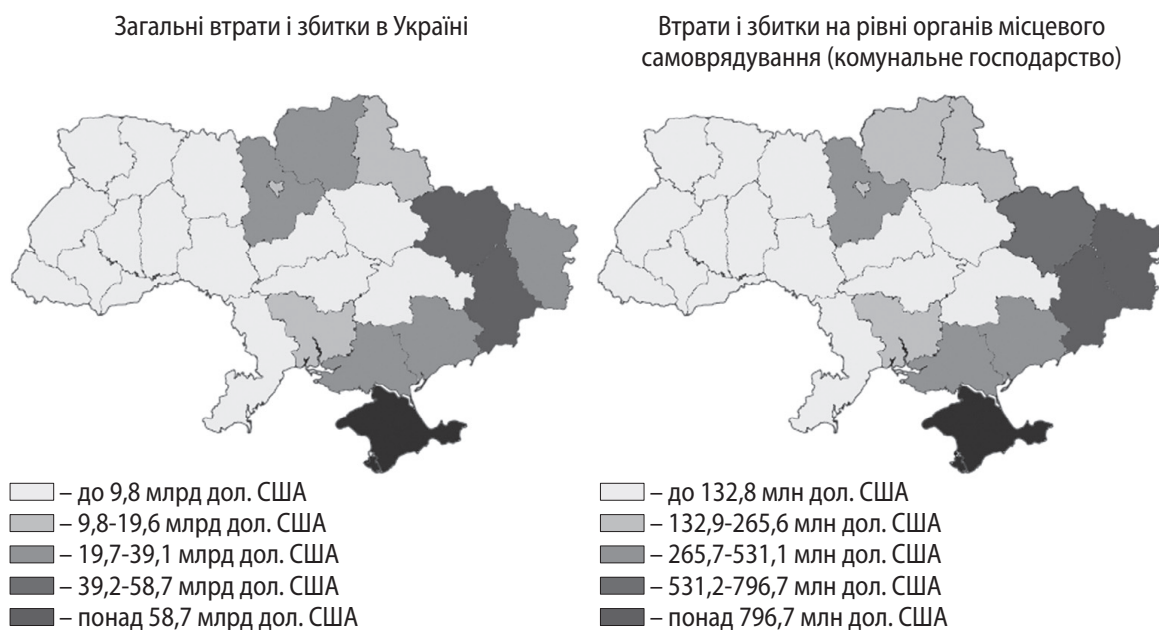 Загальні втрати і збитки в Україні
– до 9,8 млрд дол. США
– 9,8-19,6 млрд дол. США
– 19,7-39,1 млрд дол. США
– 39,2-58,7 млрд дол. США
– понад 58,7 млрд дол. США
Втрати і збитки на рівні органів місцевого
самоврядування (комунальне господарство)
– до 132,8 млн дол. США
– 132,9-265,6 млн дол. США
– 265,7-531,1 млн дол. США
– 531,2-796,7 млн дол. США
– понад 796,7 млн дол. США